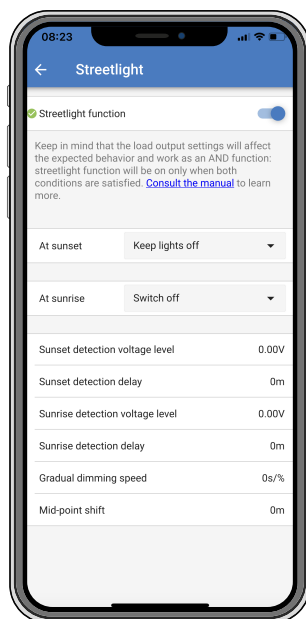 08:23
Streetlight
Streetlight function
Keep in mind that the load output settings will affect
the expected behavior and work as an AND function:
streetlight function will be on only when both
conditions are satisfied. Consult the manual to learn
more.
At sunset Keep lights off
At sunrise Switch off
Sunset detection voltage level 0.00V
Sunset detection delay 0m
Sunrise detection voltage level 0.00V
Sunrise detection delay 0m
Gradual dimming speed 0s/%
Mid-point shift 0m